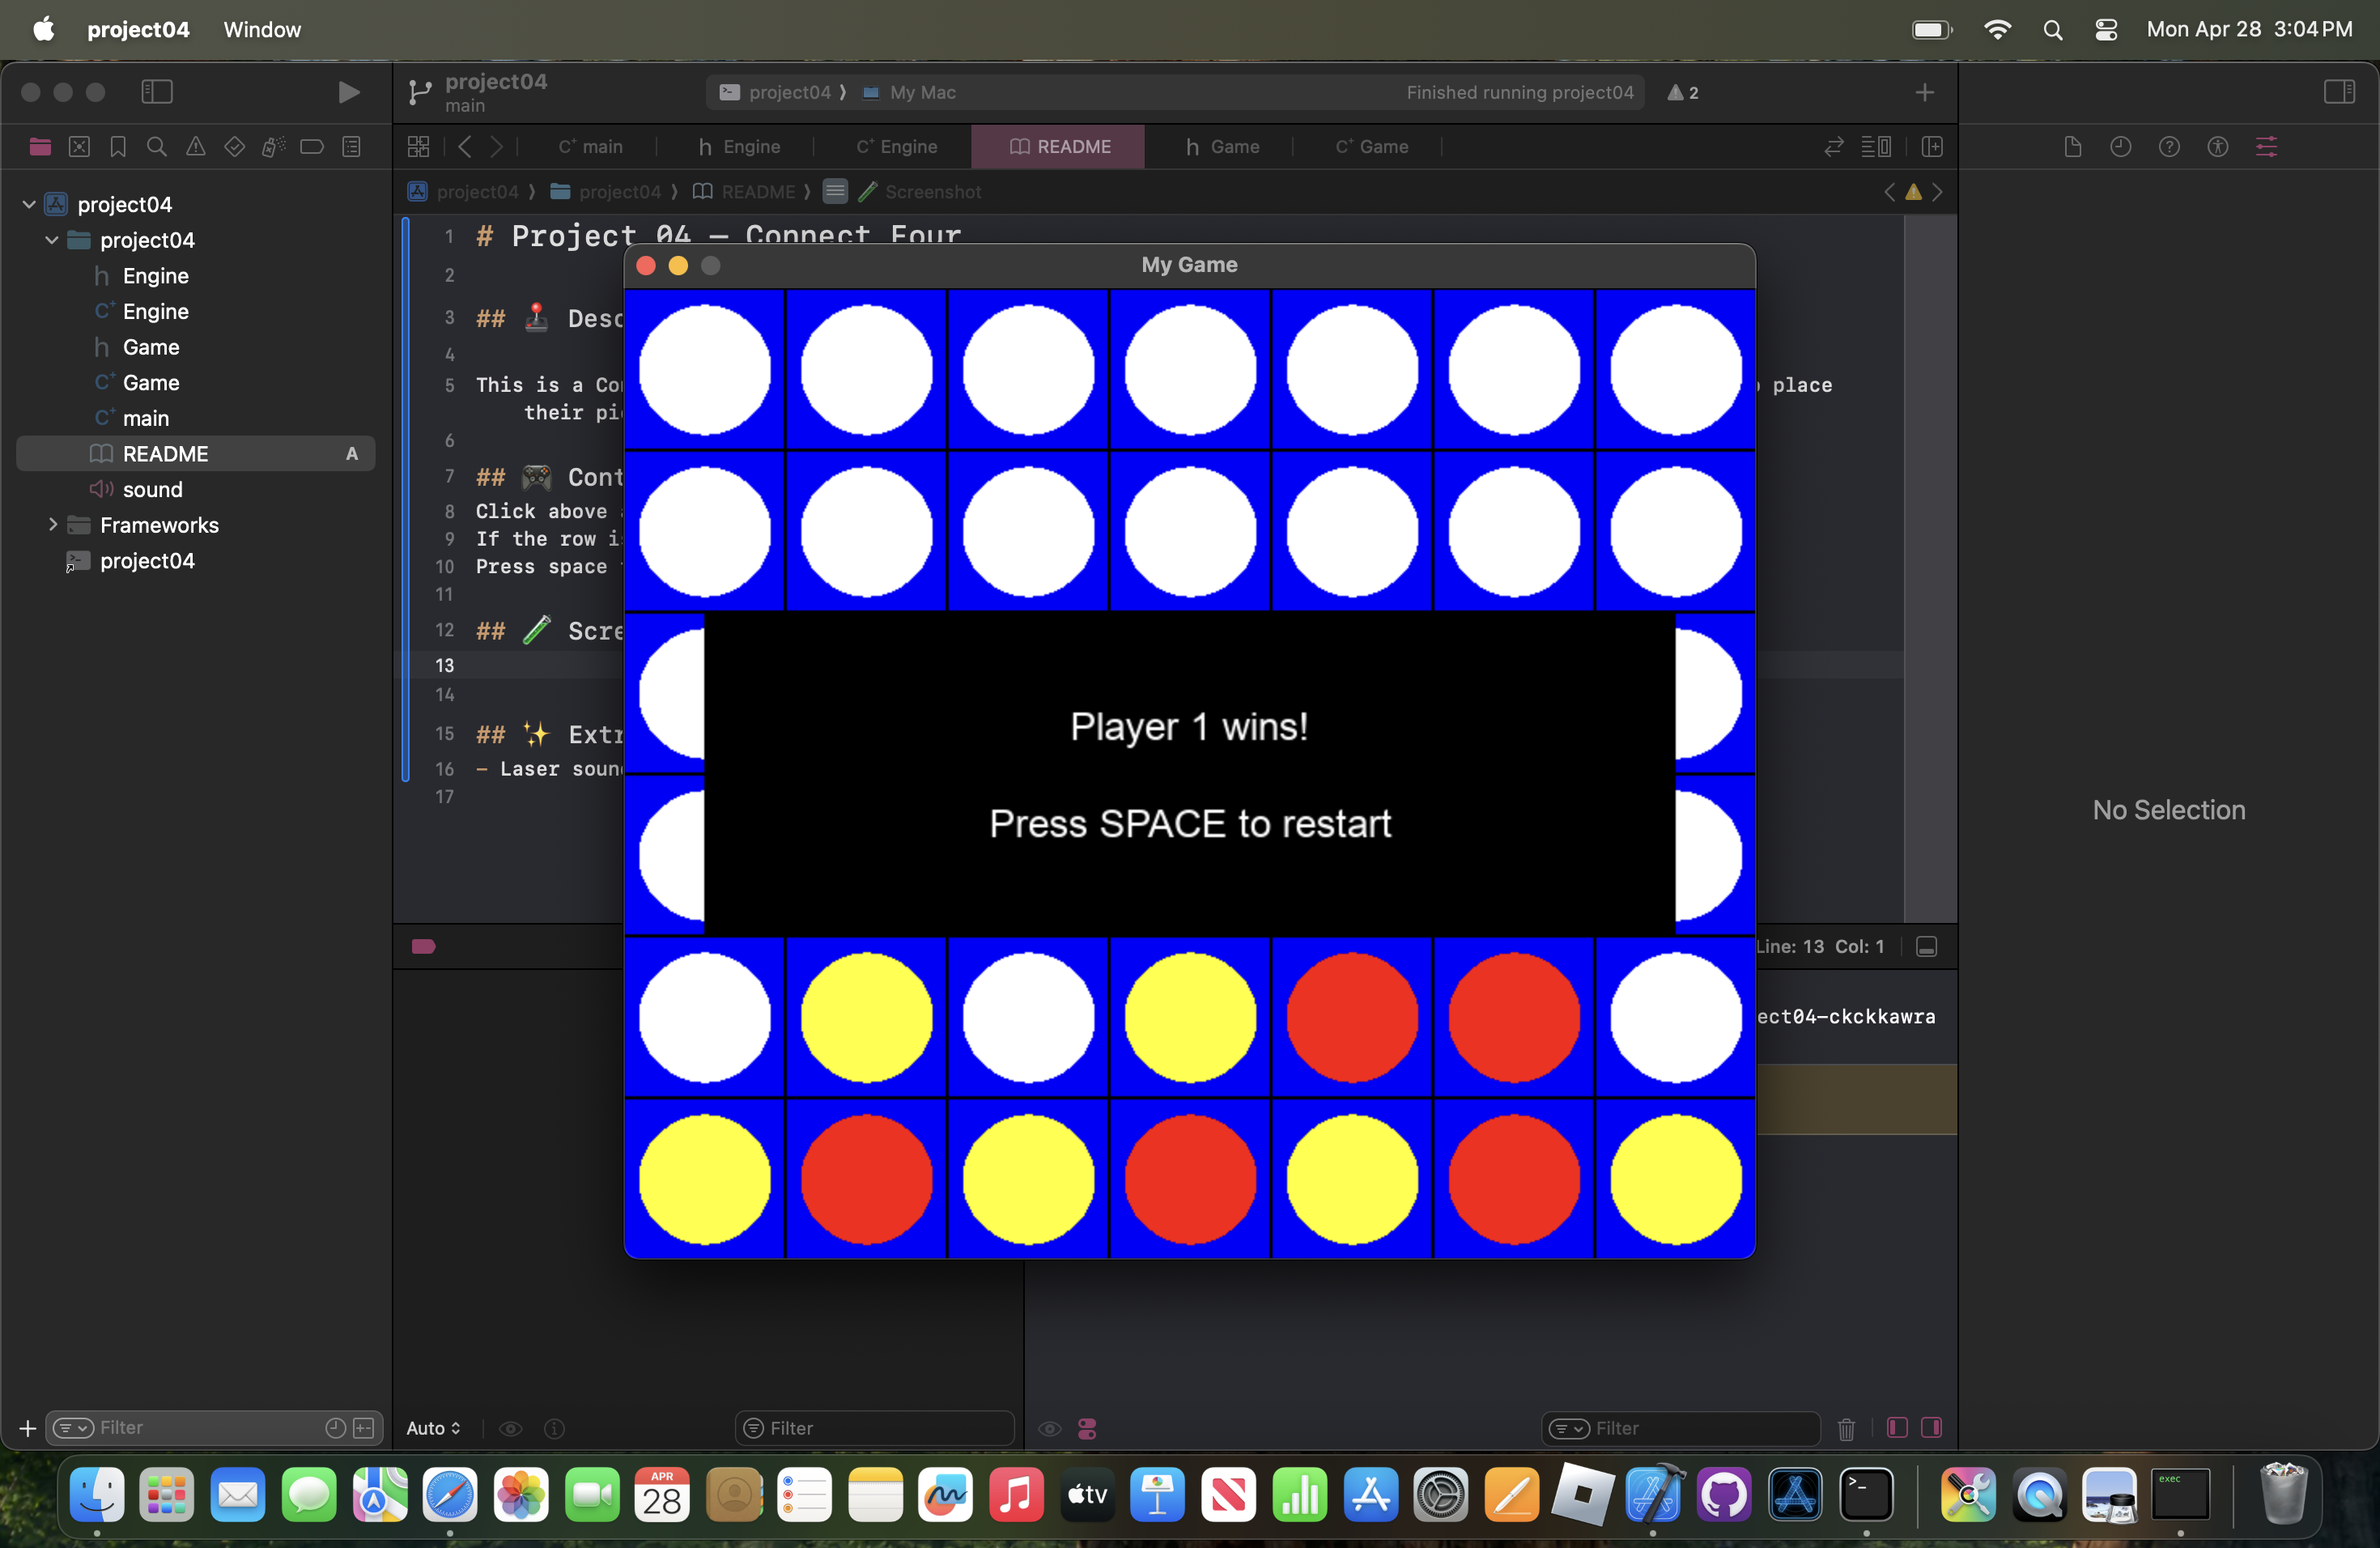 project04 Window Mon Apr 28 3:04 PM
project04
main
project04 ⟩ My Mac Finished running project04 2
main Engine Engine README Game Game
project04 ⟩ project04 ⟩ README ⟩ Screenshot
project04
project04
Engine
Engine
Game
Game
main
README A
sound
Frameworks
project04
1 # Project 04 – Connect Four
2
3 ## 🕹️ Desc
4
5 This is a Co place
their pi
6
7 ## 🎮 Cont
8 Click above
9 If the row i
10 Press space
11
12 ## 🧪 Scre
13
14
15 ## ✨ Extr
16 - Laser soun
17
My Game
Player 1 wins!
Press SPACE to restart
No Selection
Line: 13 Col: 1
ect04-ckckkawra
Filter
Auto
Filter
Filter
APR
28
tv
exec